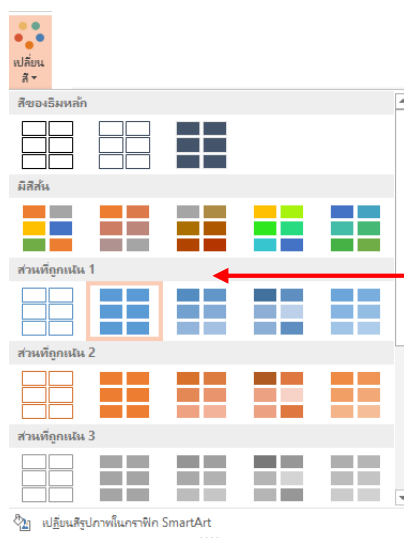 เปลี่ยน
สี
สีของธีมหลัก
มีสีสัน
ส่วนที่ถูกเน้น 1
ส่วนที่ถูกเน้น 2
ส่วนที่ถูกเน้น 3
เปลี่ยนสีรูปภาพในกราฟิก SmartArt